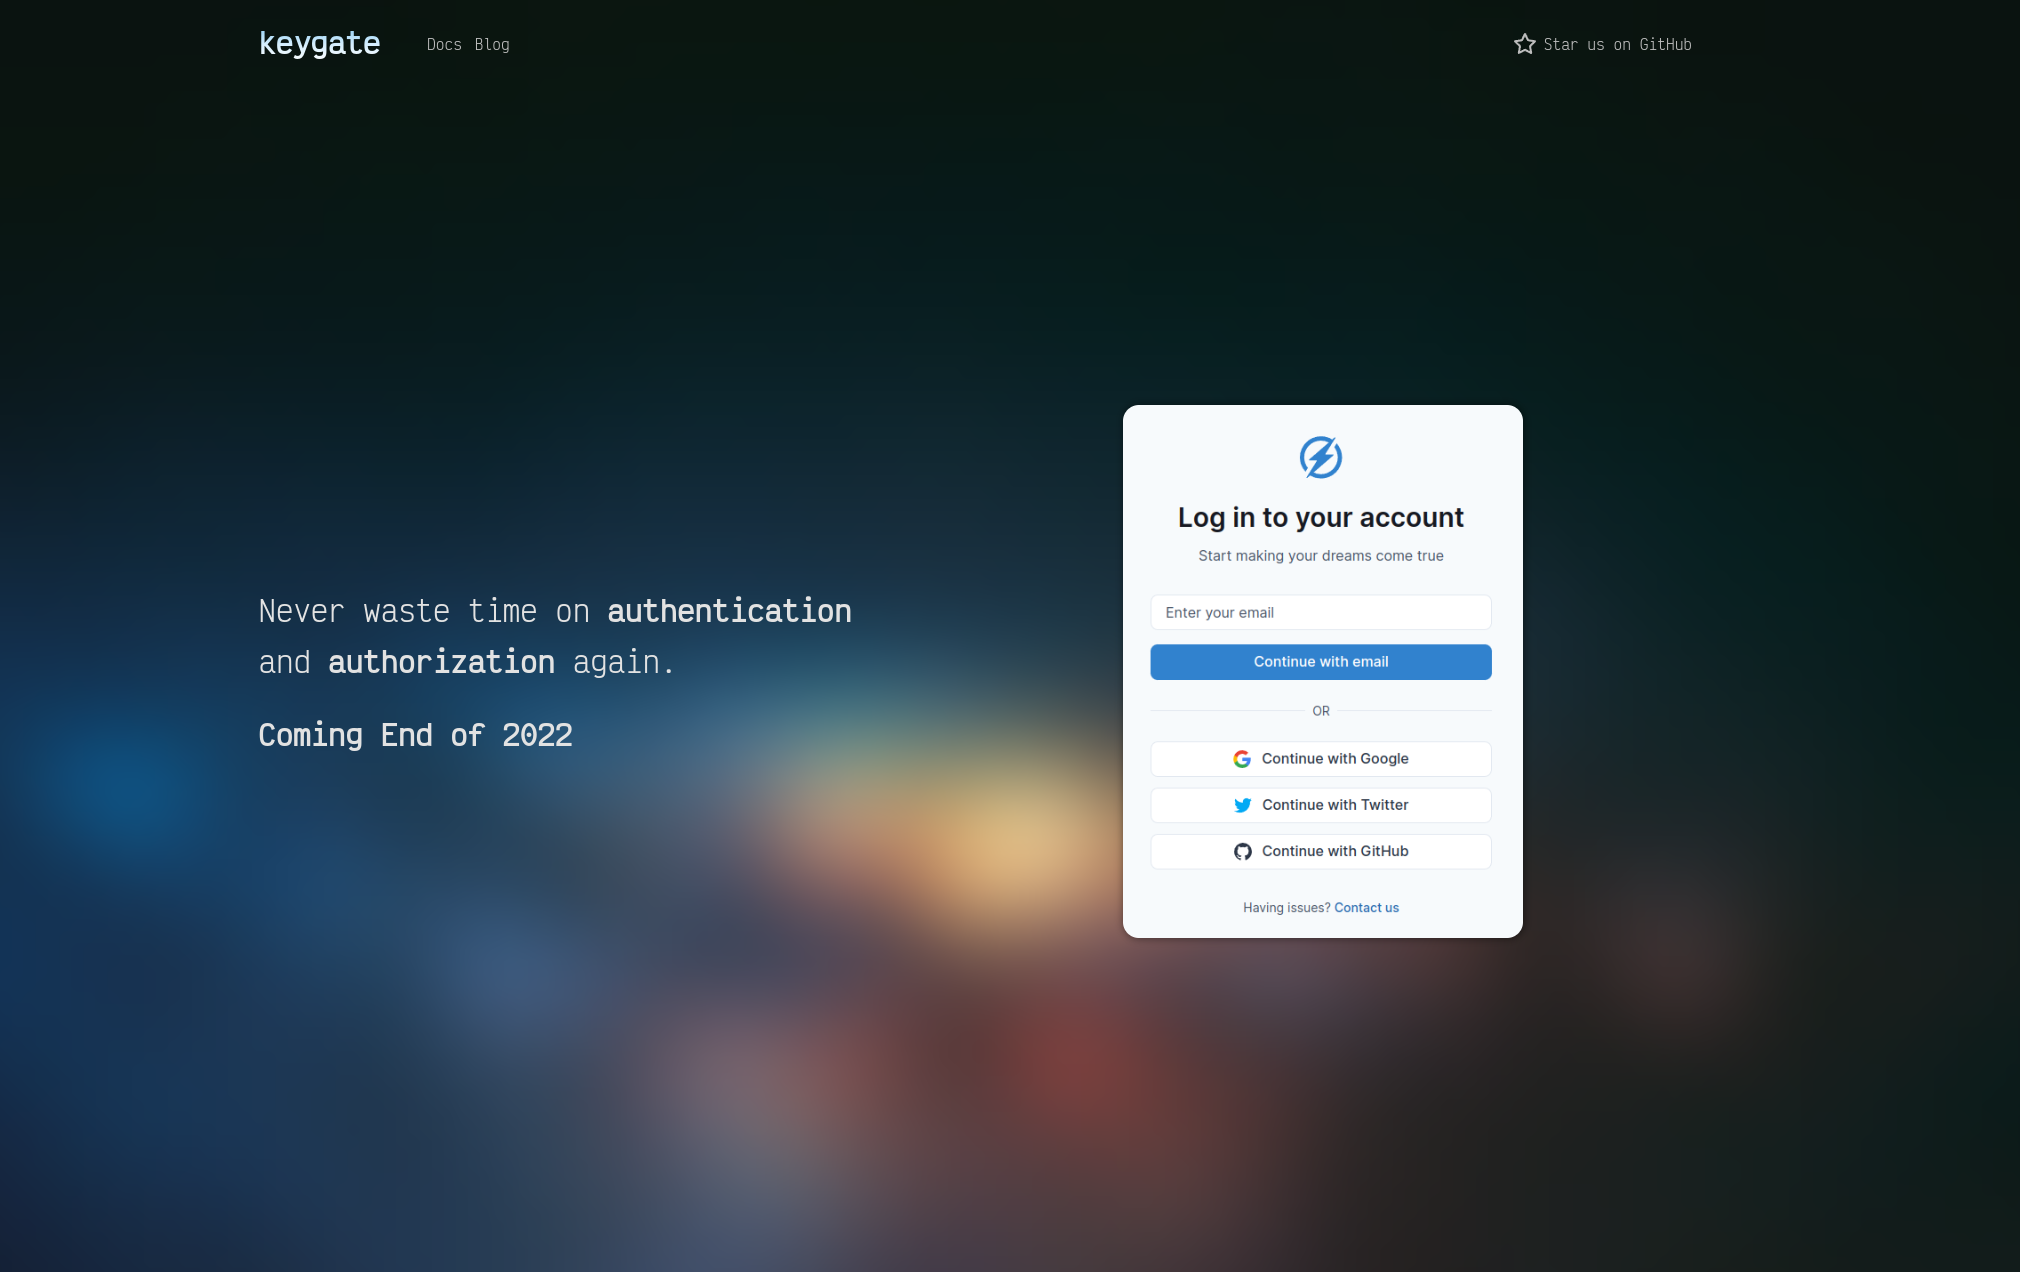 keygate
Docs Blog
Star us on GitHub
Never waste time on authentication
and authorization again.
Coming End of 2022
Log in to your account
Start making your dreams come true
Enter your email
Continue with email
OR
Continue with Google
Continue with Twitter
Continue with GitHub
Having issues? Contact us